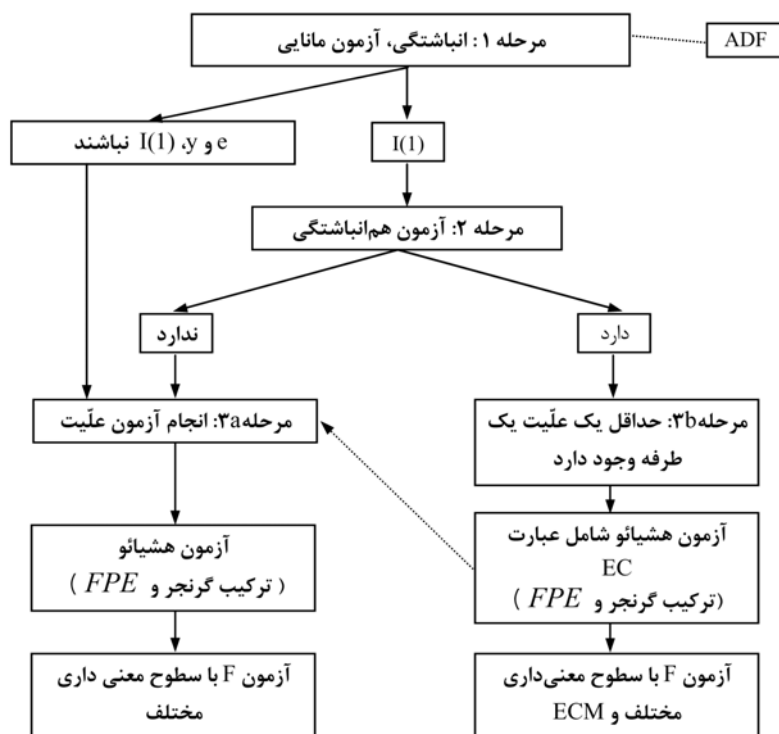 مرحله ۱: انباشتگی، آزمون مانایی
ADF
e و y، I(1) نباشند
I(1)
مرحله ۲: آزمون هم‌انباشتگی
ندارد
دارد
مرحله۳a: انجام آزمون علّیت
مرحله۳b: حداقل یک علّیت یک
طرفه وجود دارد
آزمون هشیائو
(ترکیب گرنجر و FPE)
آزمون هشیائو شامل عبارت
EC
(ترکیب گرنجر و FPE)
آزمون F با سطوح معنی داری
مختلف
آزمون F با سطوح معنی‌داری
مختلف و ECM